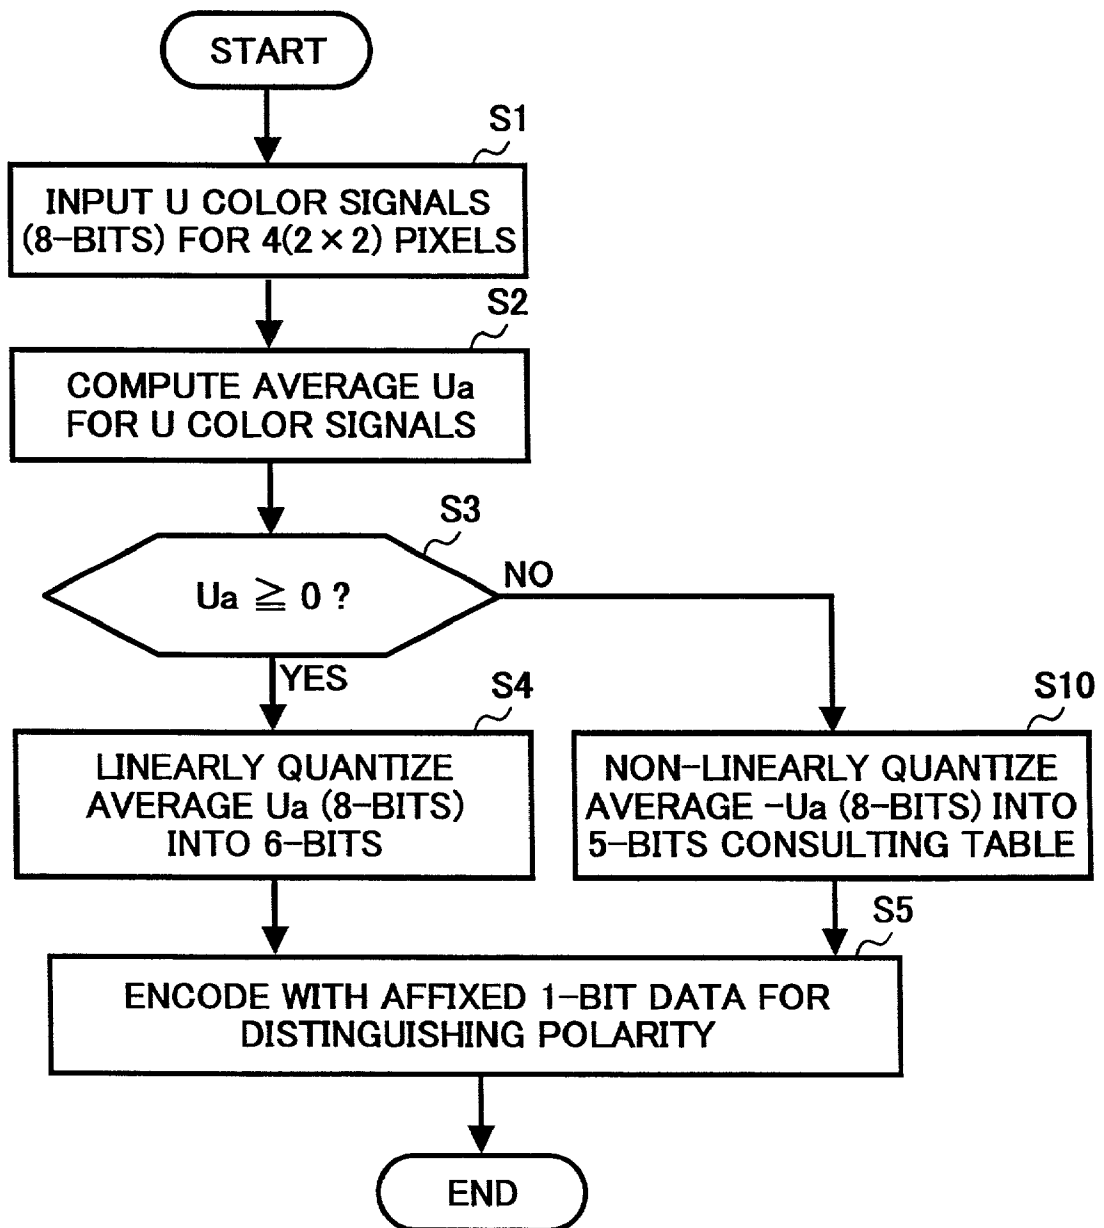 START
S1
INPUT U COLOR SIGNALS
(8-BITS) FOR 4(2 × 2) PIXELS
S2
COMPUTE AVERAGE Ua
FOR U COLOR SIGNALS
S3
Ua ≧ 0 ?
NO
YES
S4
LINEARLY QUANTIZE
AVERAGE Ua (8-BITS)
INTO 6-BITS
S10
NON-LINEARLY QUANTIZE
AVERAGE -Ua (8-BITS) INTO
5-BITS CONSULTING TABLE
S5
ENCODE WITH AFFIXED 1-BIT DATA FOR
DISTINGUISHING POLARITY
END